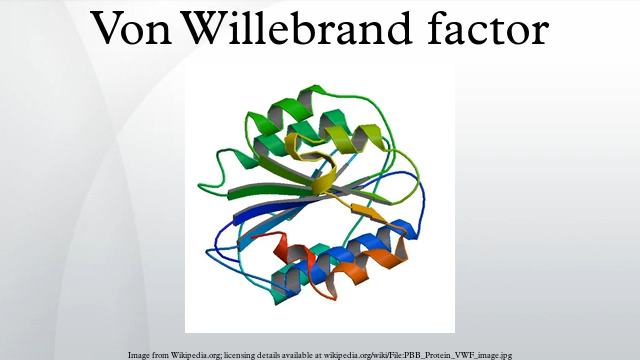 Von Willebrand factor
Image from Wikipedia.org; licensing details available at wikipedia.org/wiki/File:PBB_Protein_VWF_image.jpg